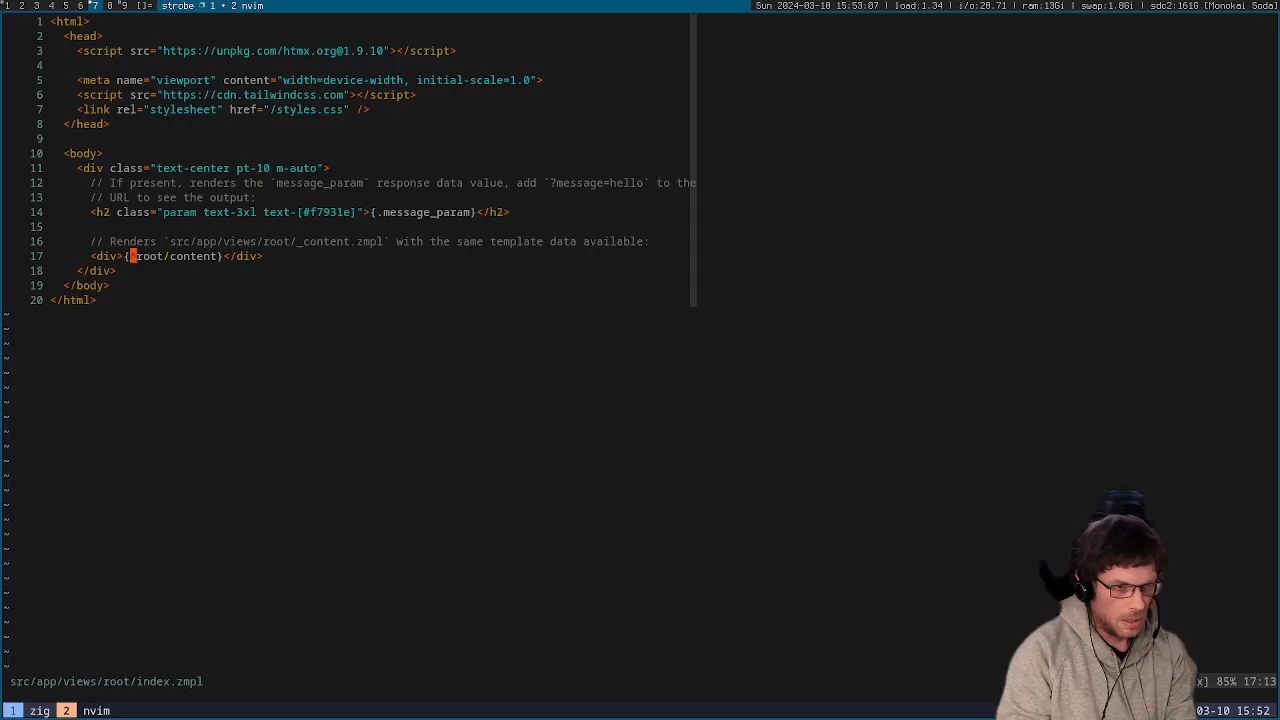 1 2 3 4 5 6 7 8 9 []= strobe 1 • 2 nvim
Sun 2024-03-10 15:53:07 | load:1.34 | i/o:28.71 | ram:13Gi | swap:1.8Gi | sdc2:161G [Monokai Soda]
1 <html>
2 <head>
3 <script src="https://unpkg.com/htmx.org@1.9.10"></script>
4
5 <meta name="viewport" content="width=device-width, initial-scale=1.0">
6 <script src="https://cdn.tailwindcss.com"></script>
7 <link rel="stylesheet" href="/styles.css" />
8 </head>
9
10 <body>
11 <div class="text-center pt-10 m-auto">
12 // If present, renders the `message_param` response data value, add `?message=hello` to the
13 // URL to see the output:
14 <h2 class="param text-3xl text-[#f7931e]">{.message_param}</h2>
15
16 // Renders `src/app/views/root/_content.zmpl` with the same template data available:
17 <div>{^root/content}</div>
18 </div>
19 </body>
20 </html>
src/app/views/root/index.zmpl
x] 85% 17:13
1 zig 2 nvim
03-10 15:52